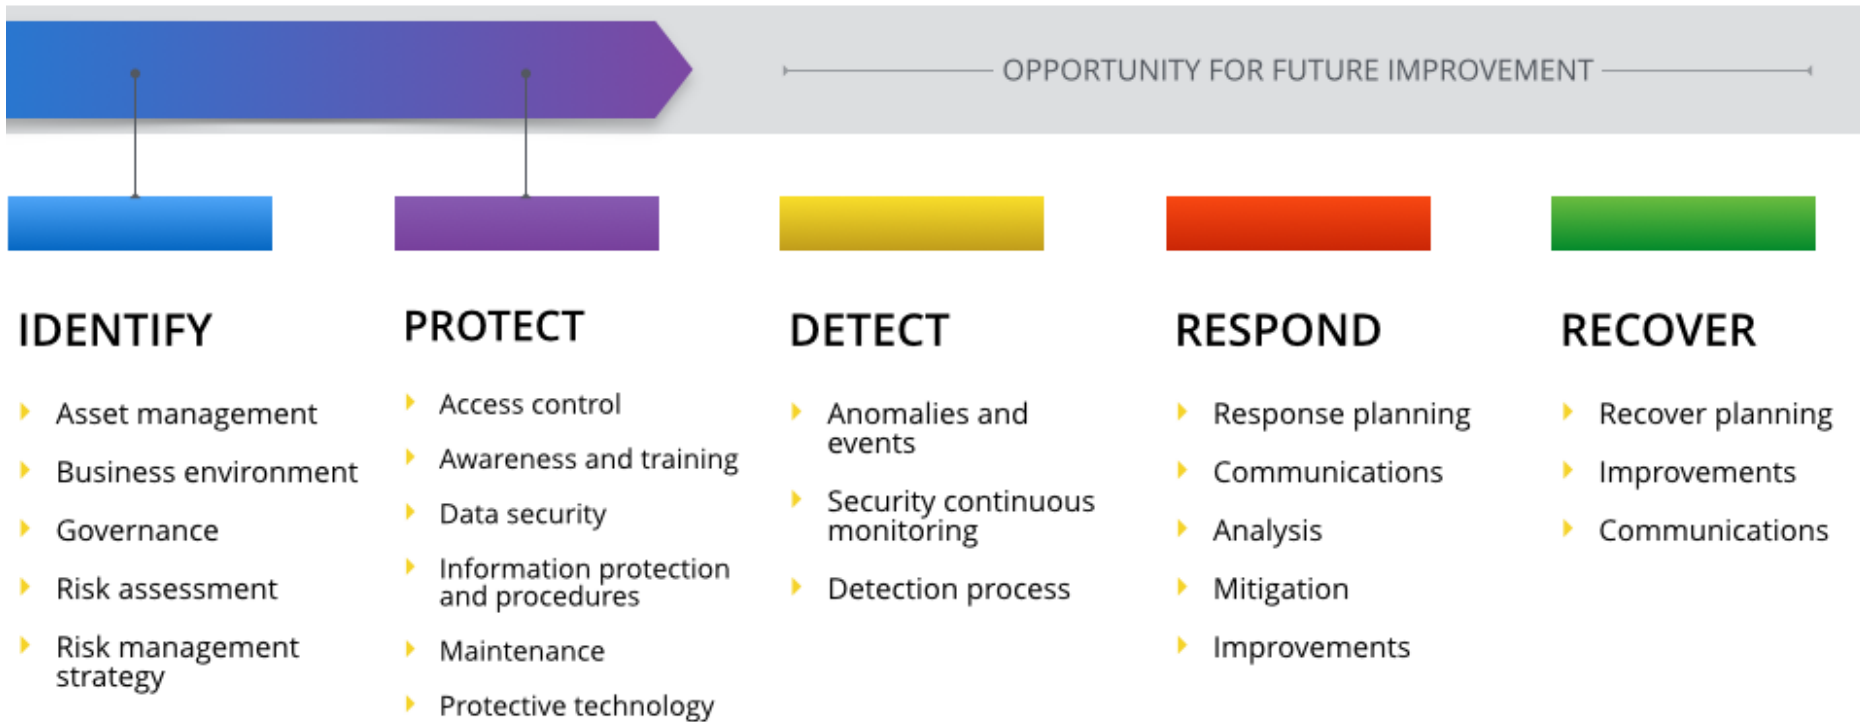 OPPORTUNITY FOR FUTURE IMPROVEMENT
IDENTIFY
Asset management
Business environment
Governance
Risk assessment
Risk management
strategy
PROTECT
Access control
Awareness and training
Data security
Information protection
and procedures
Maintenance
Protective technology
DETECT
Anomalies and
events
Security continuous
monitoring
Detection process
RESPOND
Response planning
Communications
Analysis
Mitigation
Improvements
RECOVER
Recover planning
Improvements
Communications